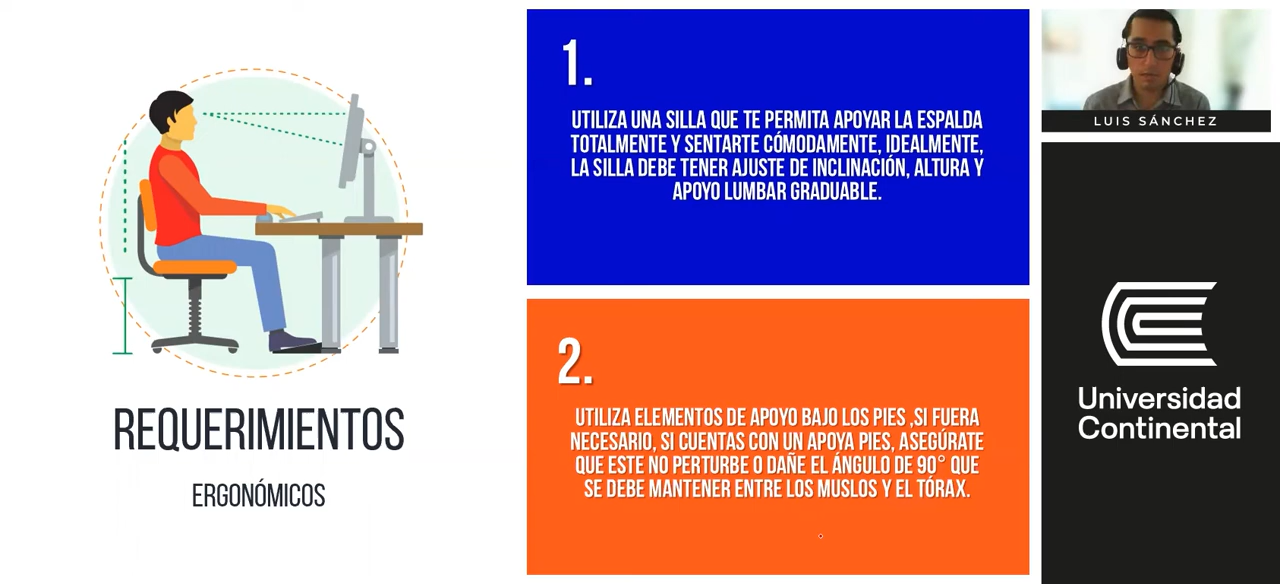 REQUERIMIENTOS
ERGONÓMICOS
1.
UTILIZA UNA SILLA QUE TE PERMITA APOYAR LA ESPALDA
TOTALMENTE Y SENTARTE CÓMODAMENTE, IDEALMENTE,
LA SILLA DEBE TENER AJUSTE DE INCLINACIÓN, ALTURA Y
APOYO LUMBAR GRADUABLE.
2.
UTILIZA ELEMENTOS DE APOYO BAJO LOS PIES ,SI FUERA
NECESARIO, SI CUENTAS CON UN APOYA PIES, ASEGÚRATE
QUE ESTE NO PERTURBE O DAÑE EL ÁNGULO DE 90° QUE
SE DEBE MANTENER ENTRE LOS MUSLOS Y EL TÓRAX.
LUIS SÁNCHEZ
Universidad
Continental